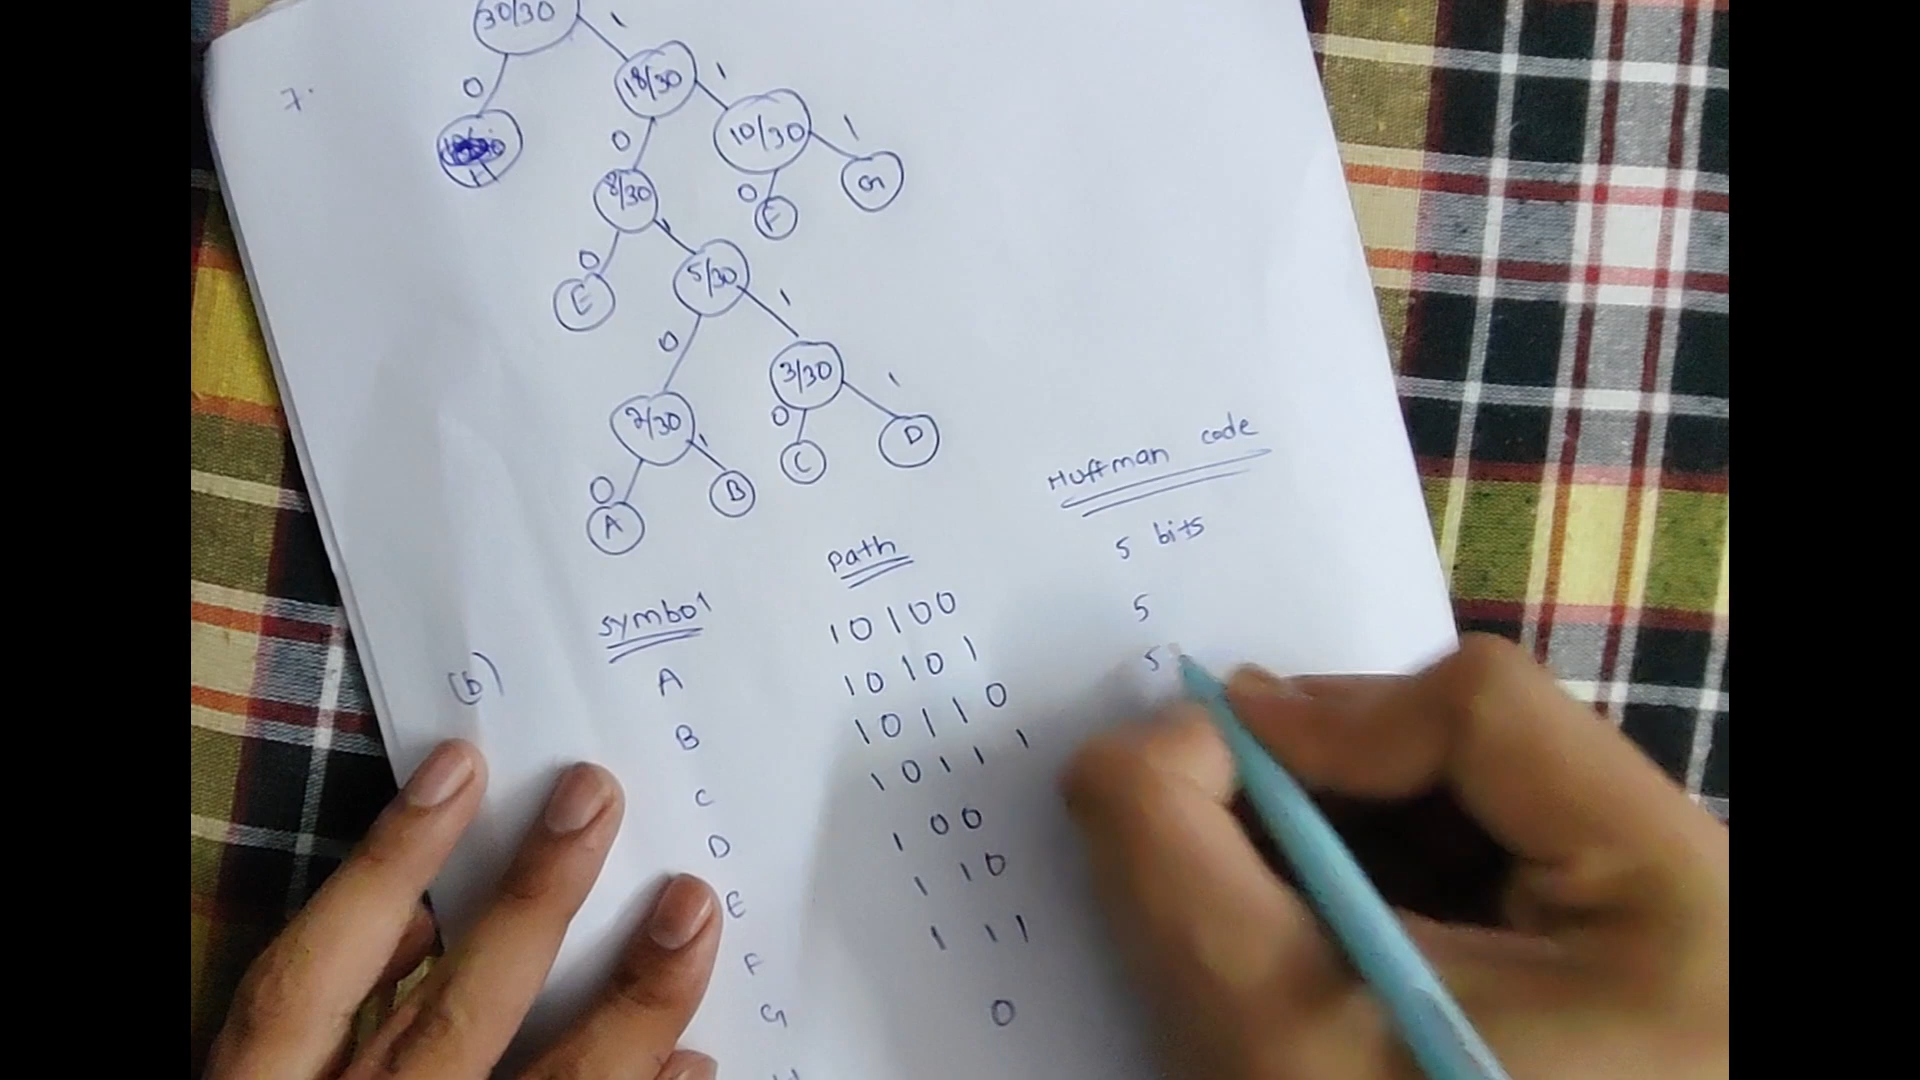 30/30
1
7.
0
18/30
1
0
10/30
1
8/30
0
F
G
1
0
E
5/30
1
0
3/30
1
2/30
1
0
C
D
0
A
B
Huffman code
5 bits
path
symbol
10100
5
(b)
A
10101
5
B
10110
C
10111
D
100
E
110
F
111
G
0